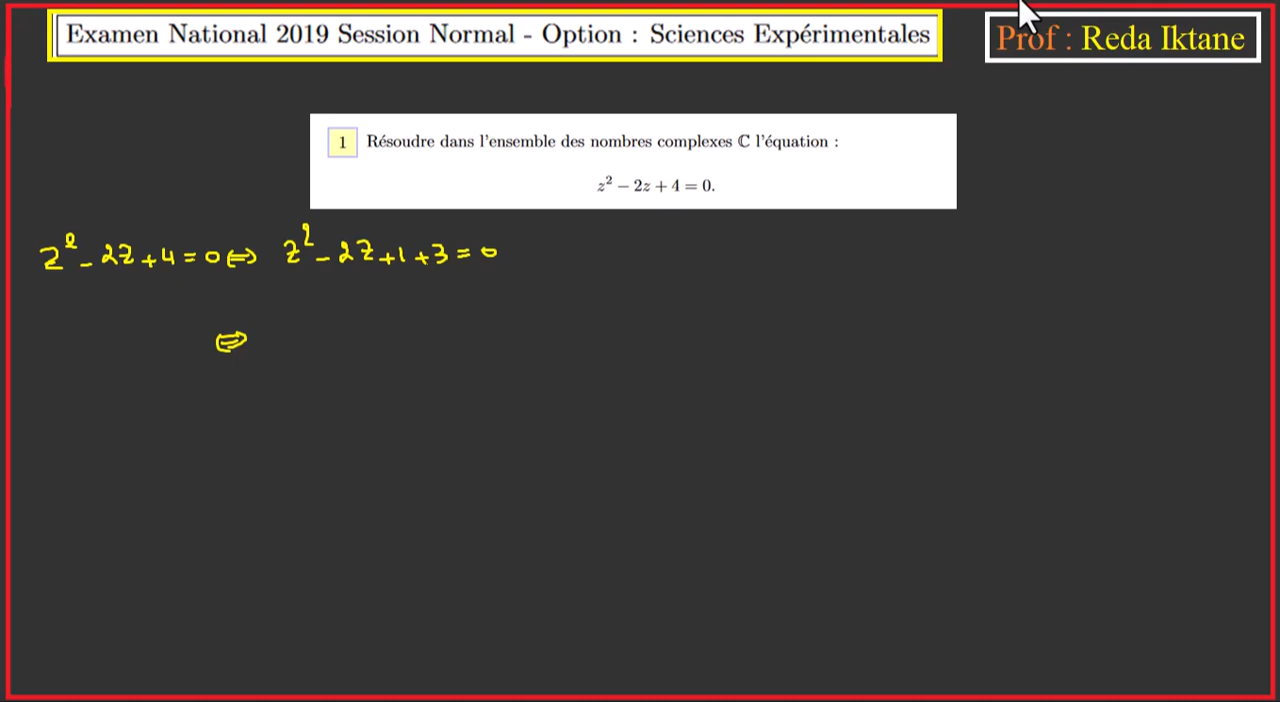 Examen National 2019 Session Normal - Option : Sciences Expérimentales
Prof : Reda Iktane
1 Résoudre dans l'ensemble des nombres complexes ℂ l'équation :
z² − 2z + 4 = 0.
z² - 2z + 4 = 0 ⇔ z² - 2z + 1 + 3 = 0
⇔